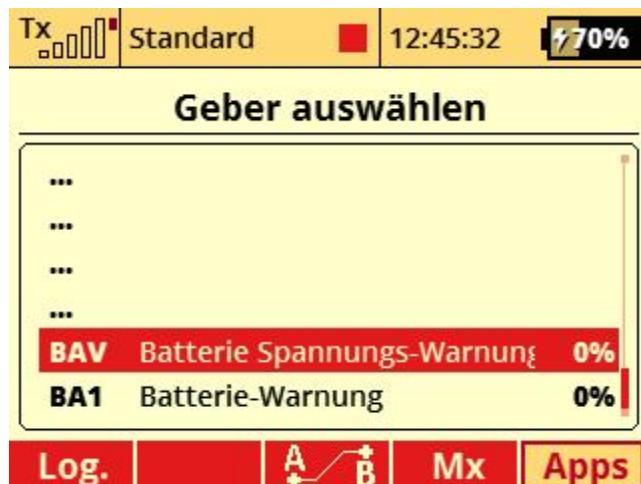 Tx Standard 12:45:32 70%
Geber auswählen
...
...
...
...
BAV Batterie Spannungs-Warnung 0%
BA1 Batterie-Warnung 0%
Log. A B Mx Apps